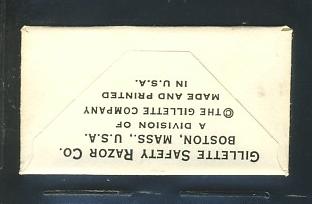 GILLETTE SAFETY RAZOR CO.
BOSTON, MASS., U.S.A.
A DIVISION OF
©THE GILLETTE COMPANY
MADE AND PRINTED
IN U.S.A.